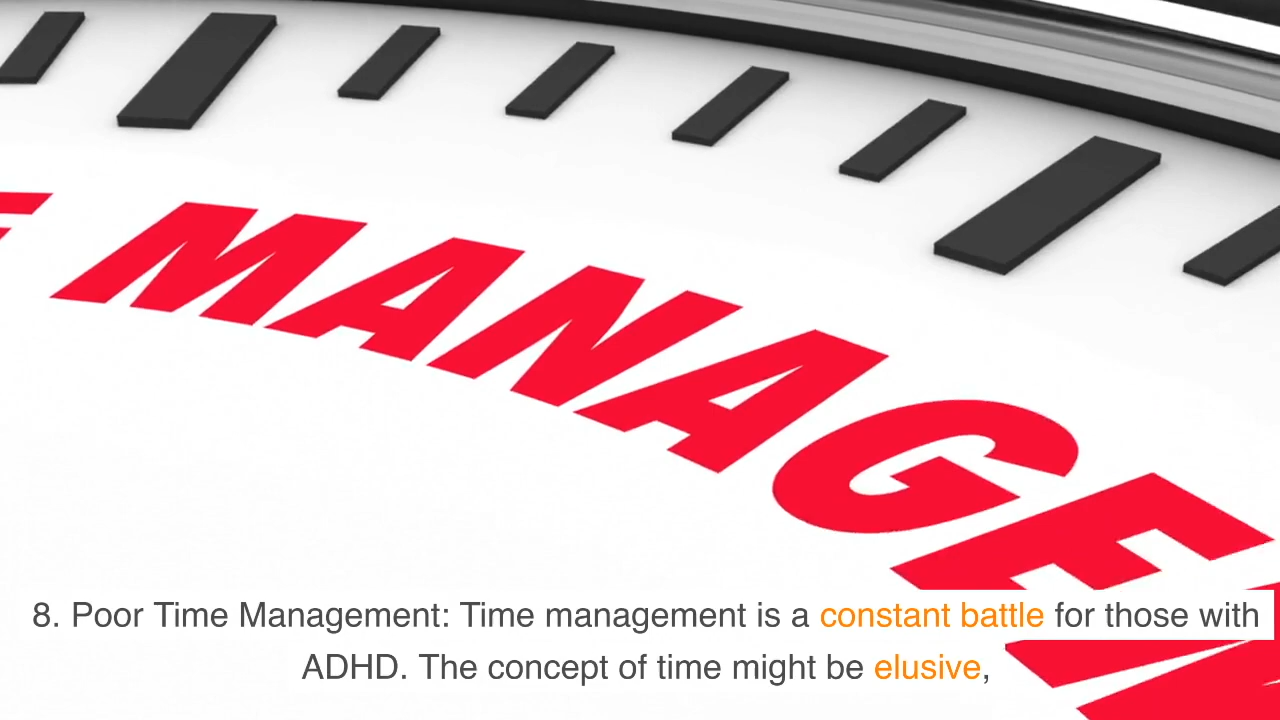 E MANAGEM
8. Poor Time Management: Time management is a constant battle for those with
ADHD. The concept of time might be elusive,